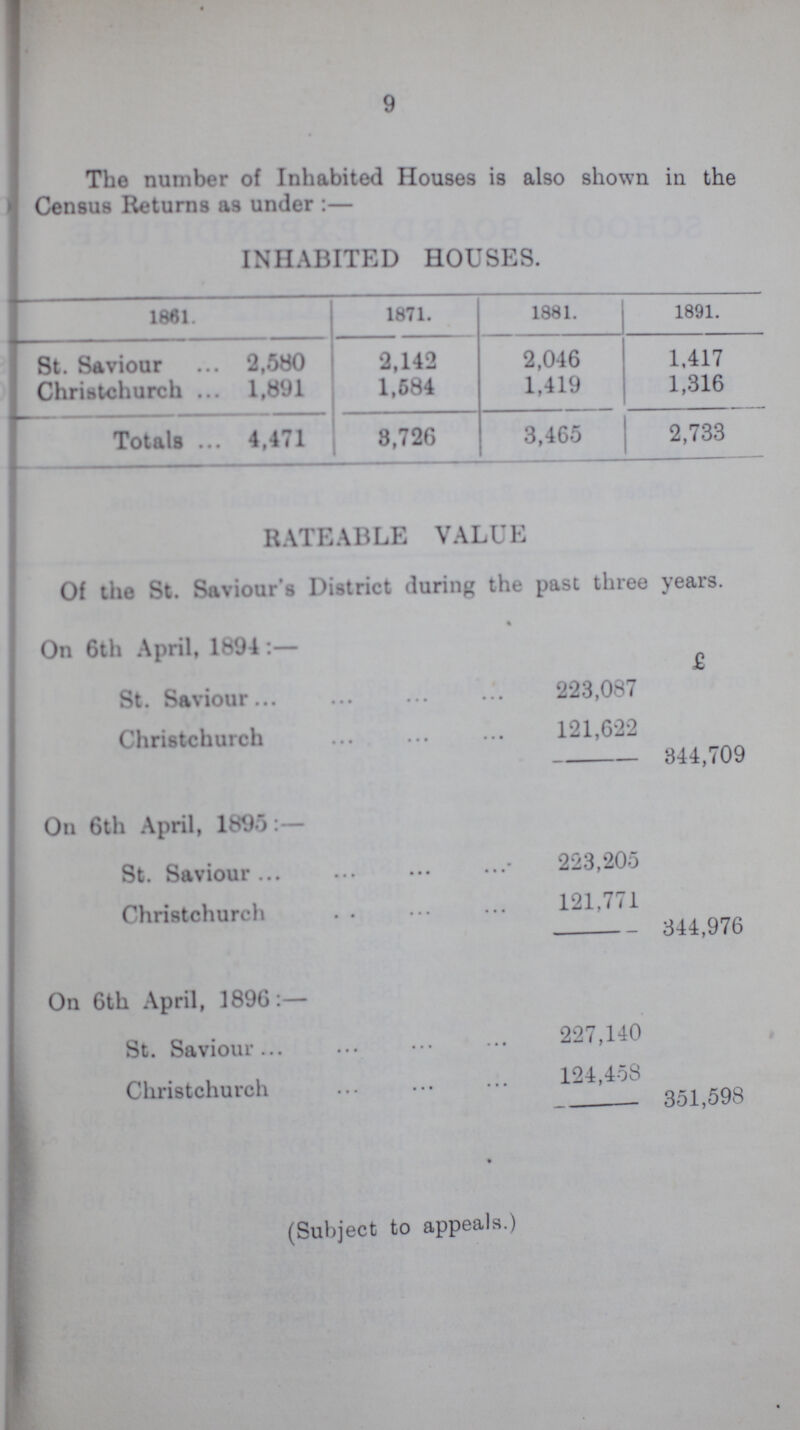 9
The number of Inhabited Houses is also shown in the
Census Returns as under :—
INHABITED HOUSES.
1861. 1871. 1881. 1891.
St. Saviour ... 2,580 2,142 2,046 1,417
Christchurch ... 1,891 1,584 1,419 1,316
Totals ... 4,471 3,726 3,465 2,733
RATEABLE VALUE
Of the St. Saviour's District during the past three years.
On 6th April, 1894 :—
£
St. Saviour ... ... ... ... 223,087
Christchurch ... ... ... 121,622
344,709
On 6th April, 1895 :—
St. Saviour ... ... ... ... 223,205
Christchurch .. ... ... 121,771
344,976
On 6th April, 1896 :—
St. Saviour ... ... ... ... 227,140
Christchurch ... ... ... 124,458
351,598
(Subject to appeals.)